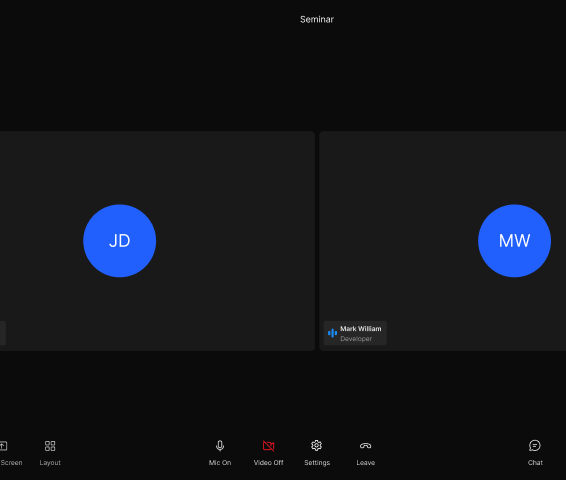 Seminar
JD
MW
Mark William
Developer
Screen
Layout
Mic On
Video Off
Settings
Leave
Chat